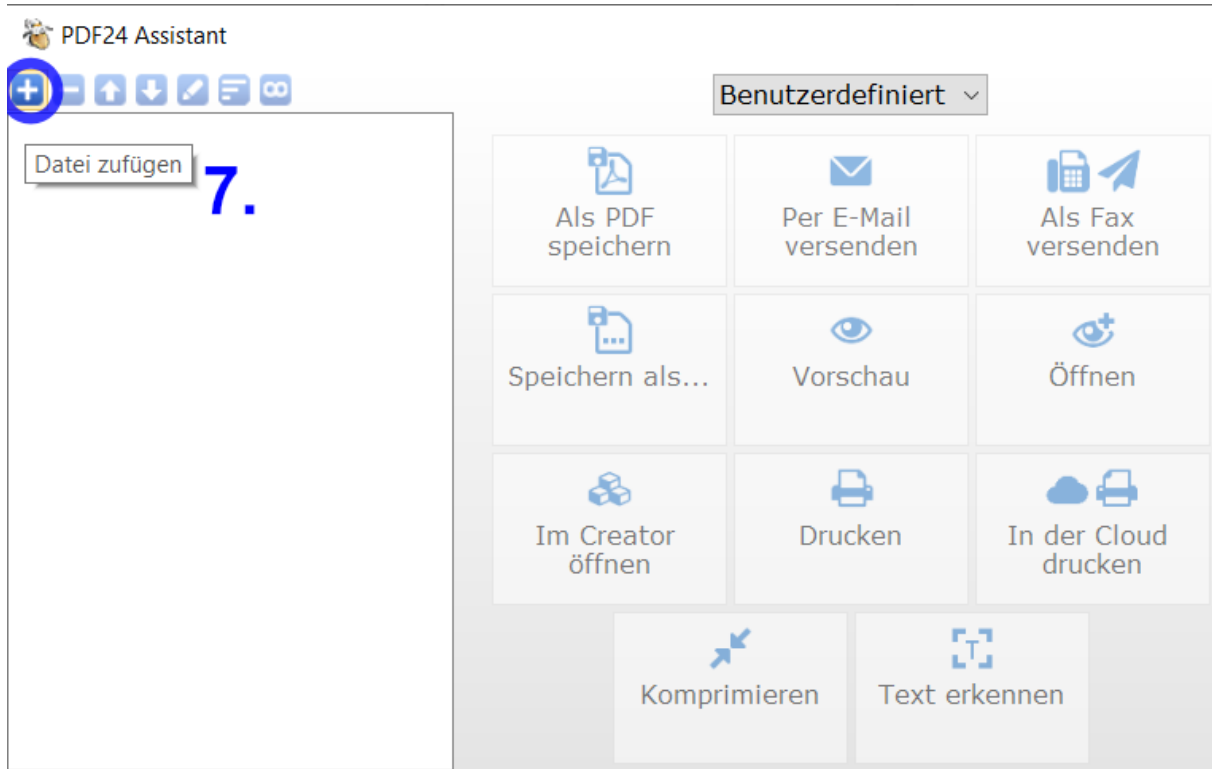 PDF24 Assistant
Benutzerdefiniert
Datei zufügen
7.
Als PDF
speichern
Per E-Mail
versenden
Als Fax
versenden
Speichern als...
Vorschau
Öffnen
Im Creator
öffnen
Drucken
In der Cloud
drucken
Komprimieren
Text erkennen